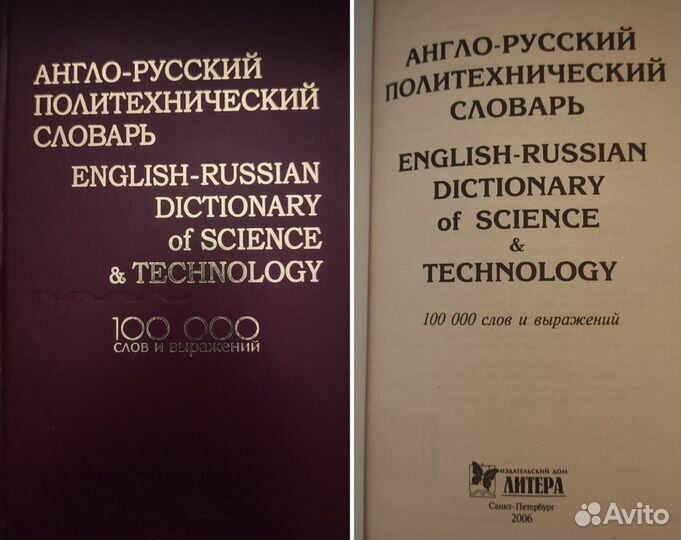 АНГЛО-РУССКИЙ
ПОЛИТЕХНИЧЕСКИЙ
СЛОВАРЬ
ENGLISH-RUSSIAN
DICTIONARY
of SCIENCE
& TECHNOLOGY
100 000
слов и выражений
АНГЛО-РУССКИЙ
ПОЛИТЕХНИЧЕСКИЙ
СЛОВАРЬ
ENGLISH-RUSSIAN
DICTIONARY
of SCIENCE
&
TECHNOLOGY
100 000 слов и выражений
ИЗДАТЕЛЬСКИЙ ДОМ
ЛИТЕРА
Санкт-Петербург
2006
Avito